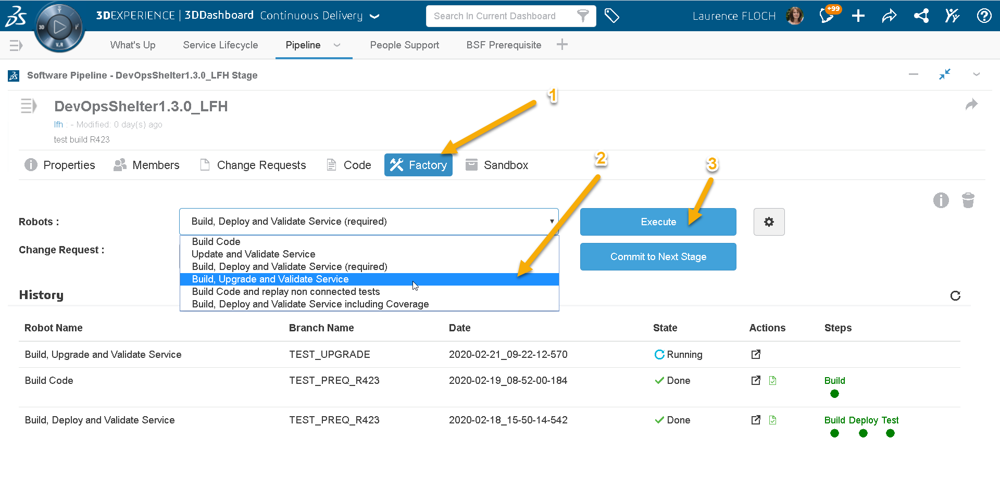 3DEXPERIENCE | 3DDashboard Continuous Delivery
Search In Current Dashboard
Laurence FLOCH
+99
3D
V.R
What's Up
Service Lifecycle
Pipeline
People Support
BSF Prerequisite
Software Pipeline - DevOpsShelter1.3.0_LFH Stage
1
DevOpsShelter1.3.0_LFH
lfh : - Modified: 0 day(s) ago
test build R423
2
3
Properties
Members
Change Requests
Code
Factory
Sandbox
Robots :
Build, Deploy and Validate Service (required)
Execute
Build Code
Change Request :
Update and Validate Service
Commit to Next Stage
Build, Deploy and Validate Service (required)
Build, Upgrade and Validate Service
Build Code and replay non connected tests
Build, Deploy and Validate Service including Coverage
History
Robot Name Branch Name Date State Actions Steps
Build, Upgrade and Validate Service TEST_UPGRADE 2020-02-21_09-22-12-570 Running
Build Code TEST_PREQ_R423 2020-02-19_08-52-00-184 Done Build
Build, Deploy and Validate Service TEST_PREQ_R423 2020-02-18_15-50-14-542 Done Build Deploy Test